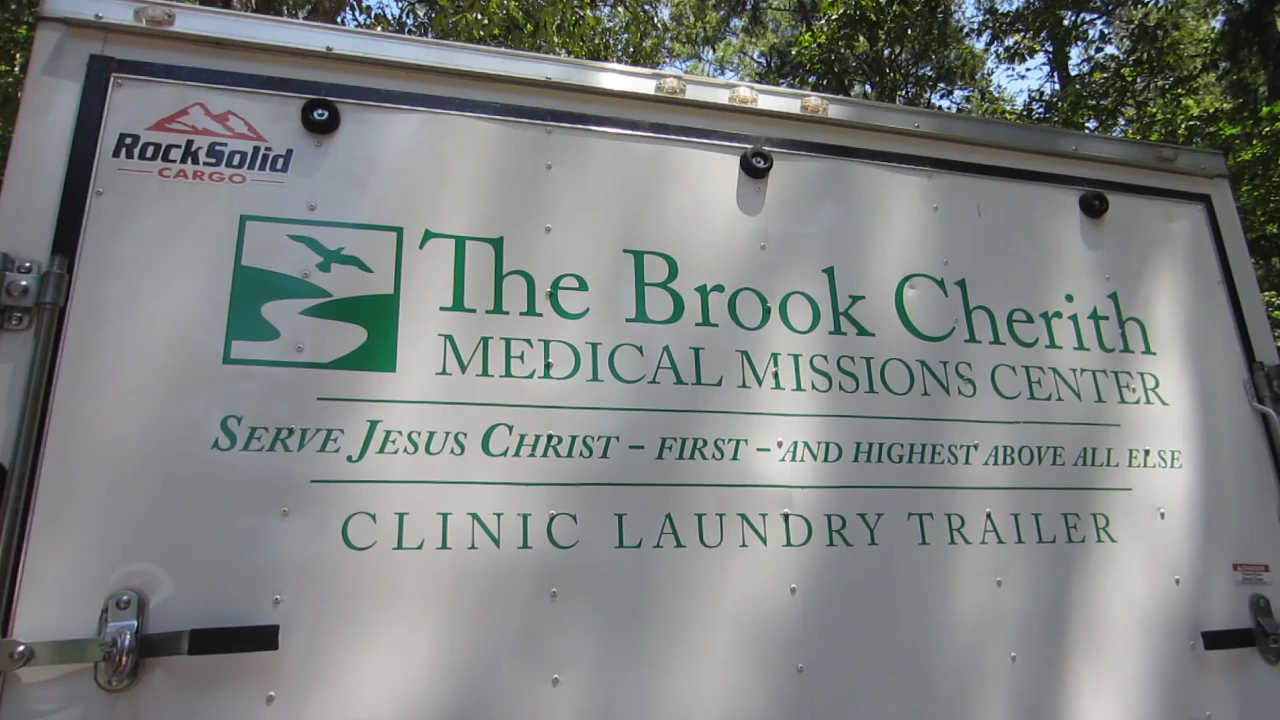 RockSolid
CARGO
The Brook Cherith
MEDICAL MISSIONS CENTER
SERVE JESUS CHRIST – FIRST – AND HIGHEST ABOVE ALL ELSE
CLINIC LAUNDRY TRAILER